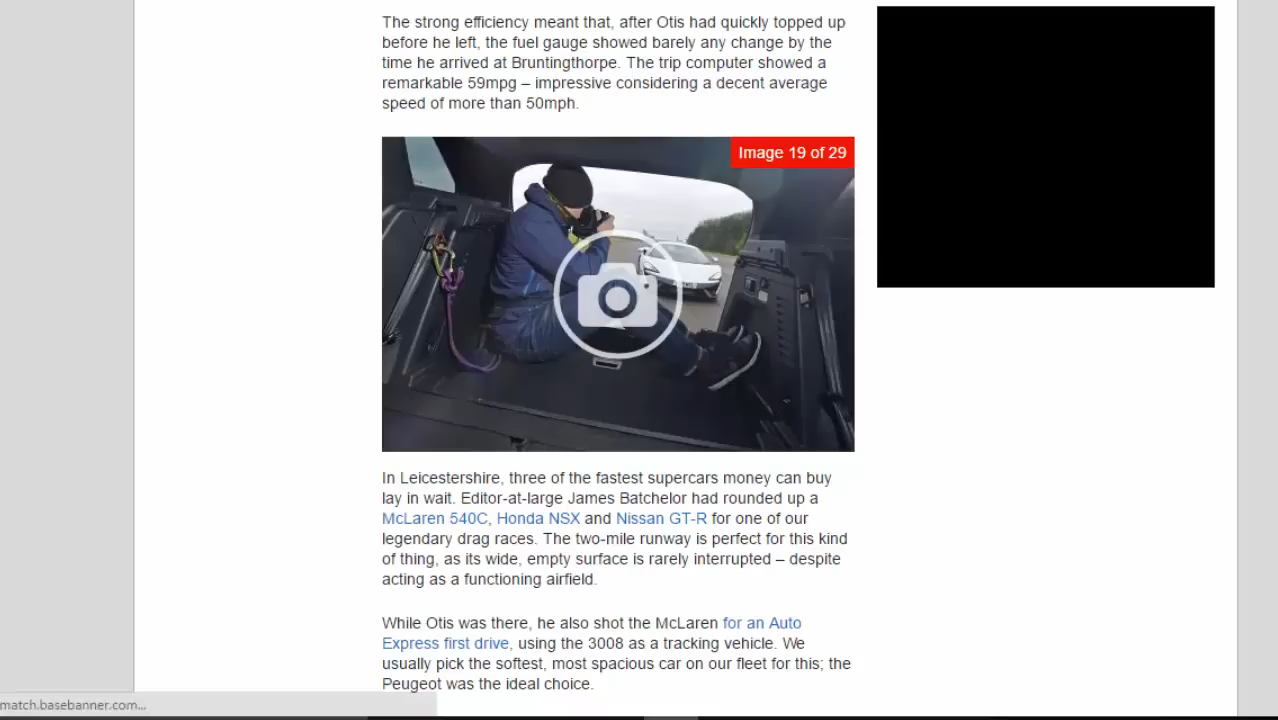 The strong efficiency meant that, after Otis had quickly topped up
before he left, the fuel gauge showed barely any change by the
time he arrived at Bruntingthorpe. The trip computer showed a
remarkable 59mpg – impressive considering a decent average
speed of more than 50mph.
Image 19 of 29
In Leicestershire, three of the fastest supercars money can buy
lay in wait. Editor-at-large James Batchelor had rounded up a
McLaren 540C, Honda NSX and Nissan GT-R for one of our
legendary drag races. The two-mile runway is perfect for this kind
of thing, as its wide, empty surface is rarely interrupted – despite
acting as a functioning airfield.
While Otis was there, he also shot the McLaren for an Auto
Express first drive, using the 3008 as a tracking vehicle. We
usually pick the softest, most spacious car on our fleet for this; the
Peugeot was the ideal choice.
match.basebanner.com...